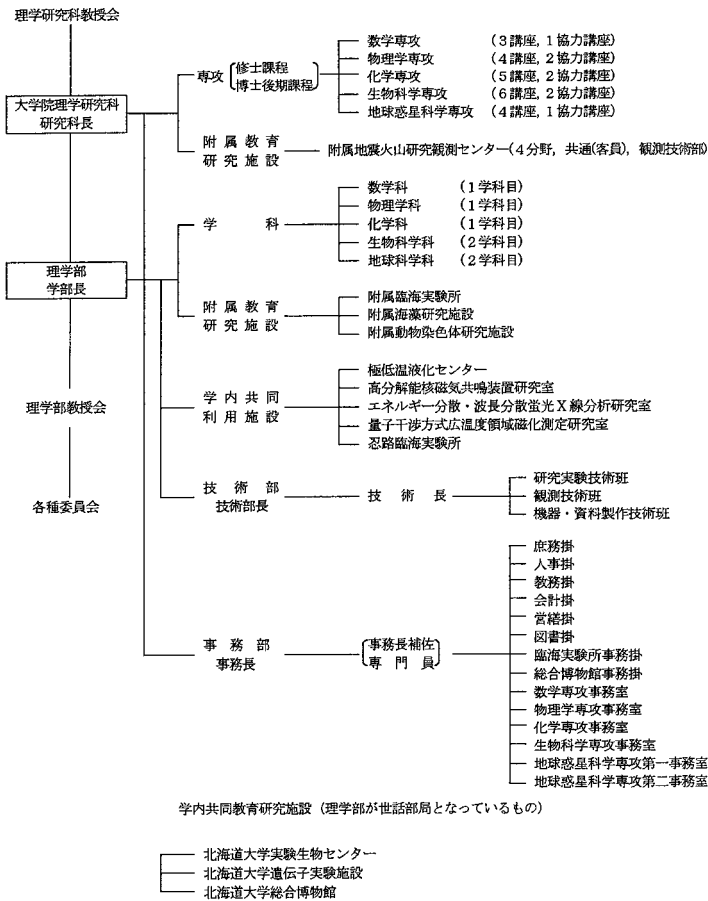 理学研究科教授会
大学院理学研究科
研究科長
専攻
修士課程
博士後期課程
数学専攻 (3講座, 1協力講座)
物理学専攻 (4講座, 2協力講座)
化学専攻 (5講座, 2協力講座)
生物科学専攻 (6講座, 2協力講座)
地球惑星科学専攻 (4講座, 1協力講座)
附属教育
研究施設
附属地震火山研究観測センター(4分野, 共通(客員), 観測技術部)
理学部
学部長
学科
数学科 (1学科目)
物理学科 (1学科目)
化学科 (1学科目)
生物科学科 (2学科目)
地球科学科 (2学科目)
附属教育
研究施設
附属臨海実験所
附属海藻研究施設
附属動物染色体研究施設
理学部教授会
各種委員会
学内共同
利用施設
極低温液化センター
高分解能核磁気共鳴装置研究室
エネルギー分散・波長分散蛍光X線分析研究室
量子干渉方式広温度領域磁化測定研究室
忍路臨海実験所
技術部
技術部長
技術長
研究実験技術班
観測技術班
機器・資料製作技術班
事務部
事務長
事務長補佐
専門員
庶務掛
人事掛
教務掛
会計掛
営繕掛
図書掛
臨海実験所事務掛
総合博物館事務掛
数学専攻事務室
物理学専攻事務室
化学専攻事務室
生物科学専攻事務室
地球惑星科学専攻第一事務室
地球惑星科学専攻第二事務室
学内共同教育研究施設(理学部が世話部局となっているもの)
北海道大学実験生物センター
北海道大学遺伝子実験施設
北海道大学総合博物館